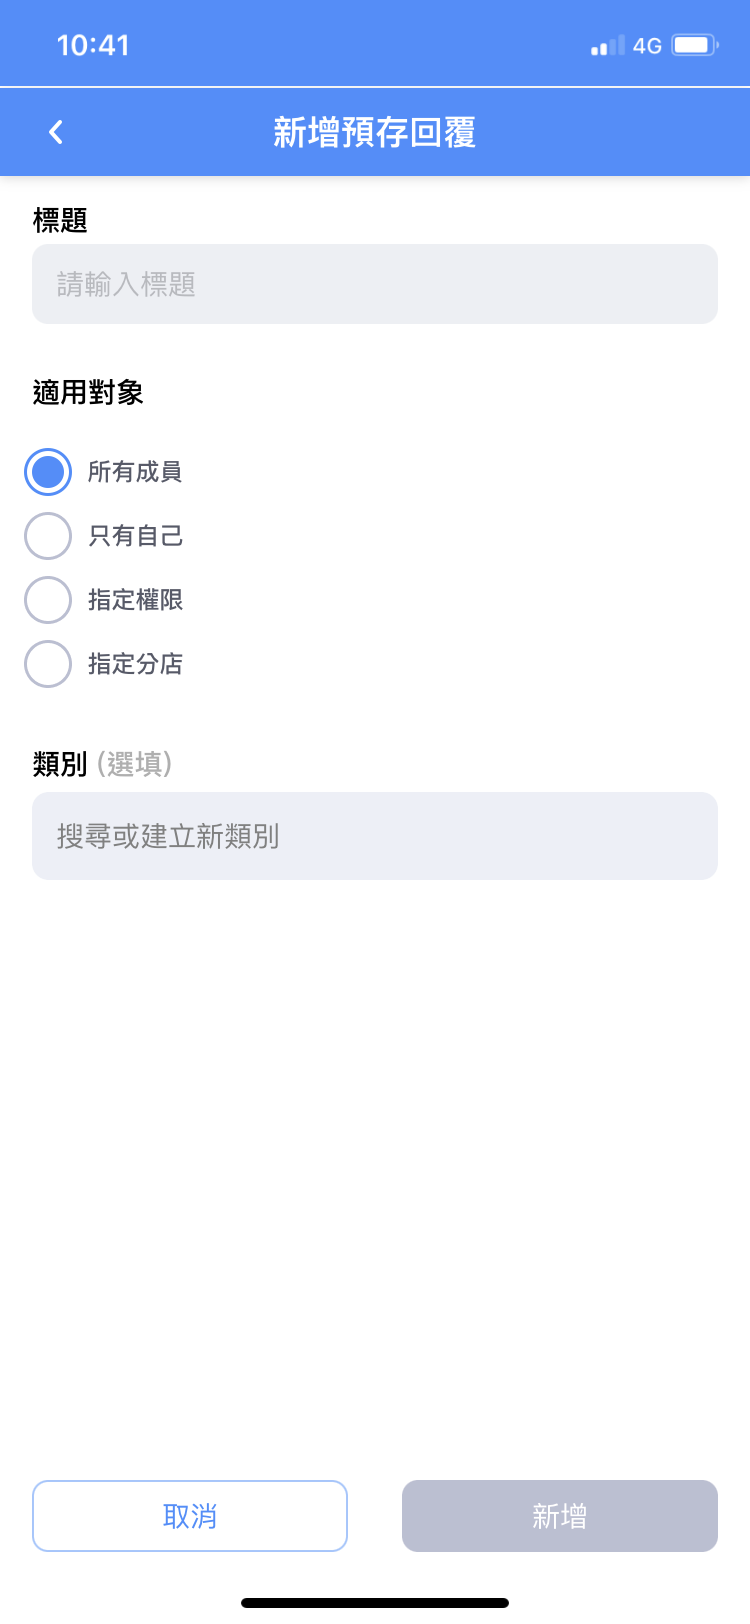 10:41
4G
新增預存回覆
標題
請輸入標題
適用對象
所有成員
只有自己
指定權限
指定分店
類別 (選填)
搜尋或建立新類別
取消
新增